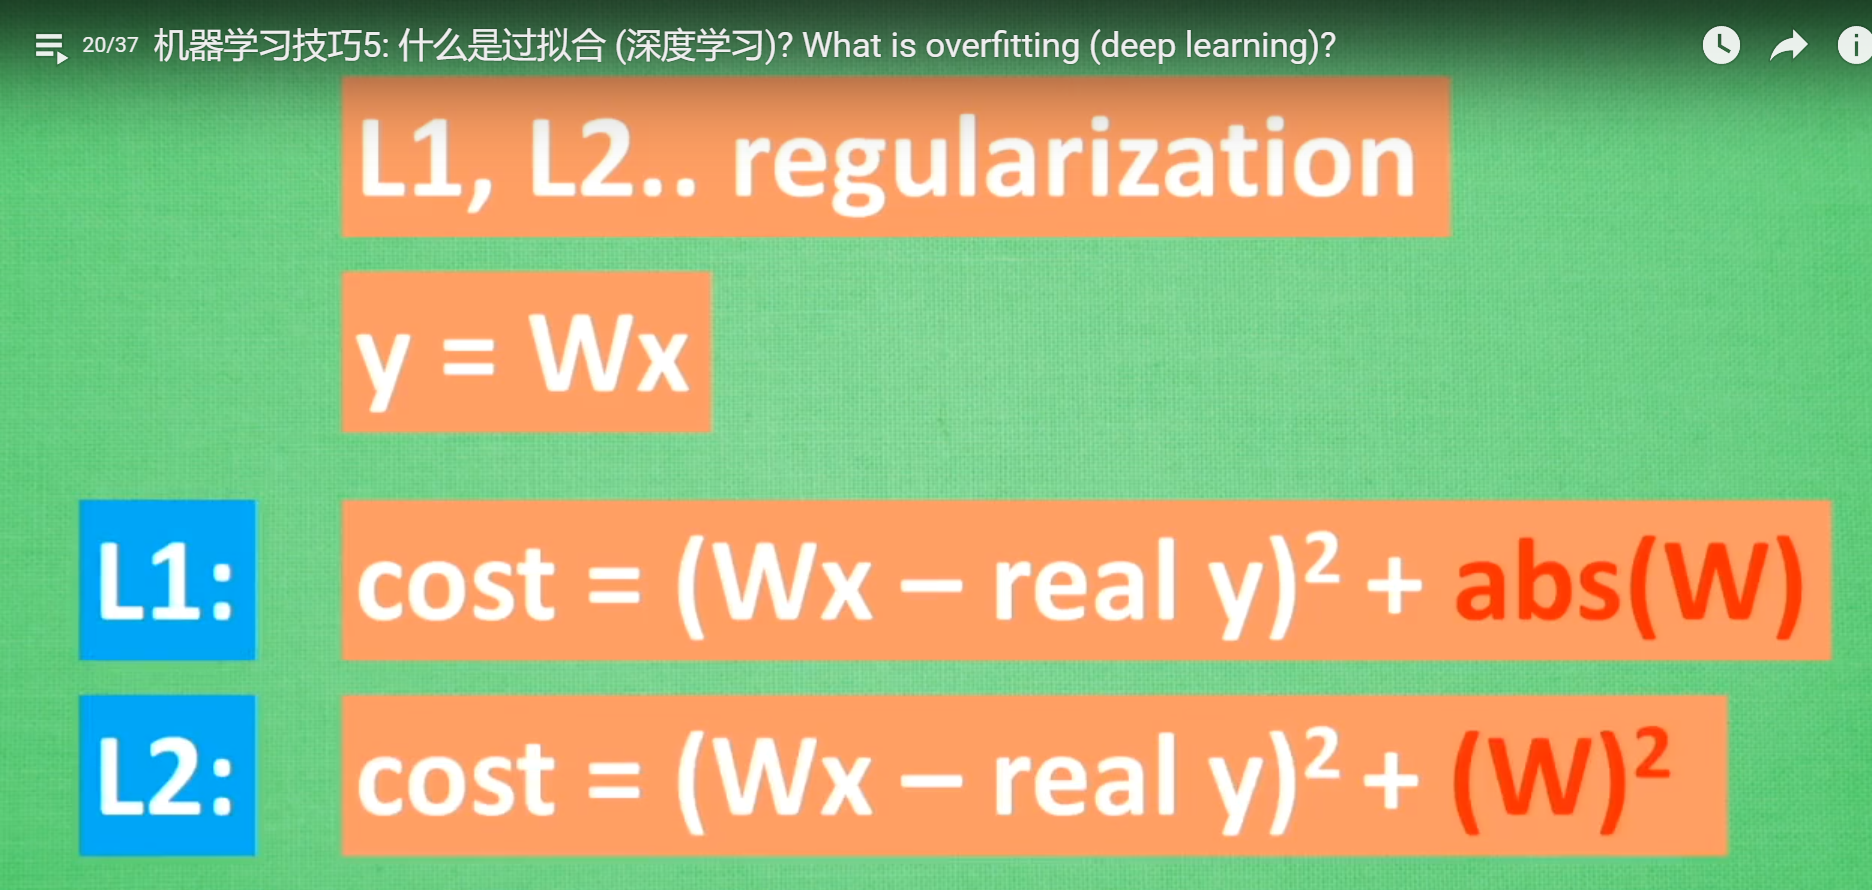 20/37 机器学习技巧5: 什么是过拟合 (深度学习)? What is overfitting (deep learning)?
L1, L2.. regularization
y = Wx
L1: cost = (Wx – real y)² + abs(W)
L2: cost = (Wx – real y)² + (W)²